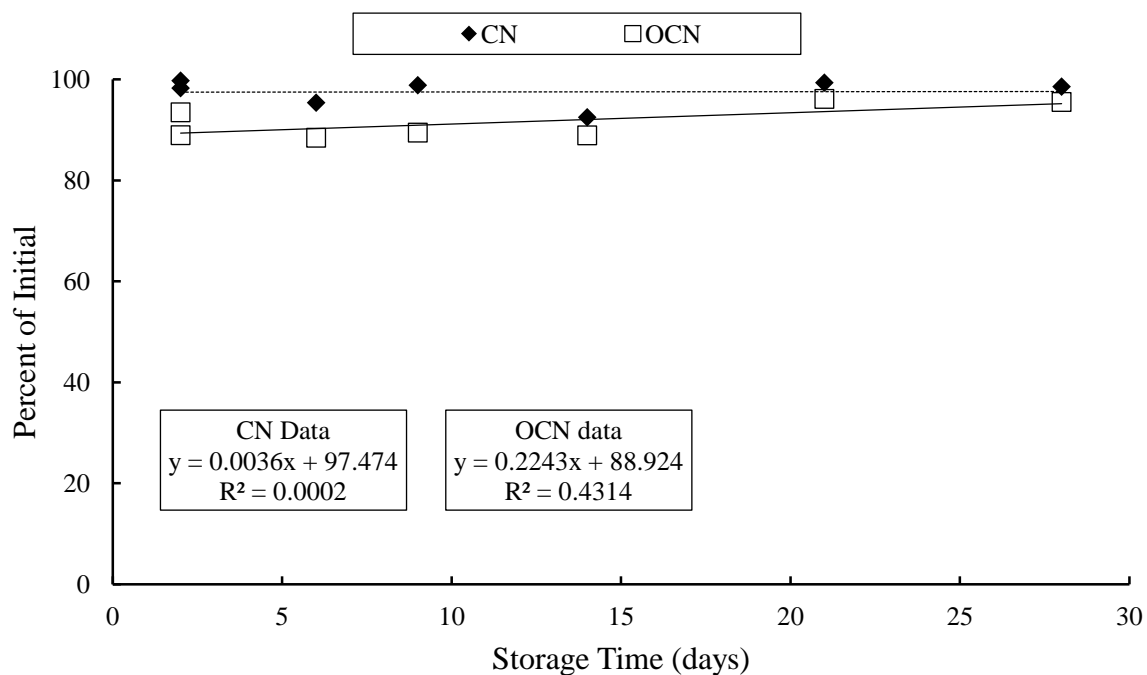 CN OCN
100
80
60
40
20
0
Percent of Initial
CN Data
y = 0.0036x + 97.474
R² = 0.0002
OCN data
y = 0.2243x + 88.924
R² = 0.4314
0 5 10 15 20 25 30
Storage Time (days)